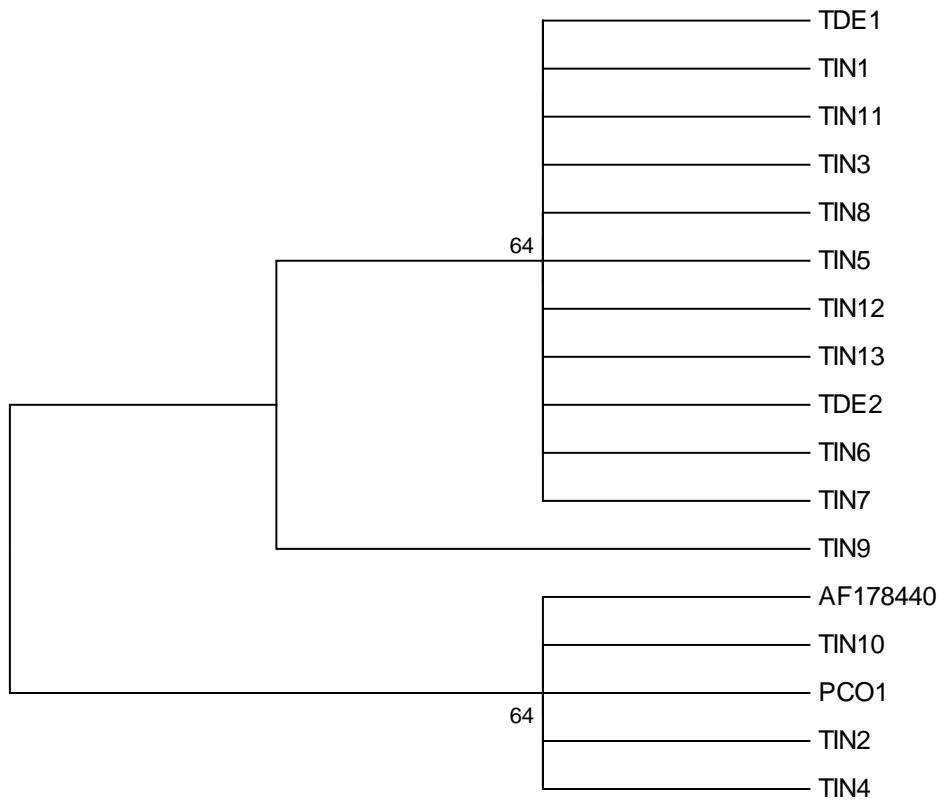 TDE1
TIN1
TIN11
TIN3
TIN8
64
TIN5
TIN12
TIN13
TDE2
TIN6
TIN7
TIN9
AF178440
TIN10
PCO1
64
TIN2
TIN4